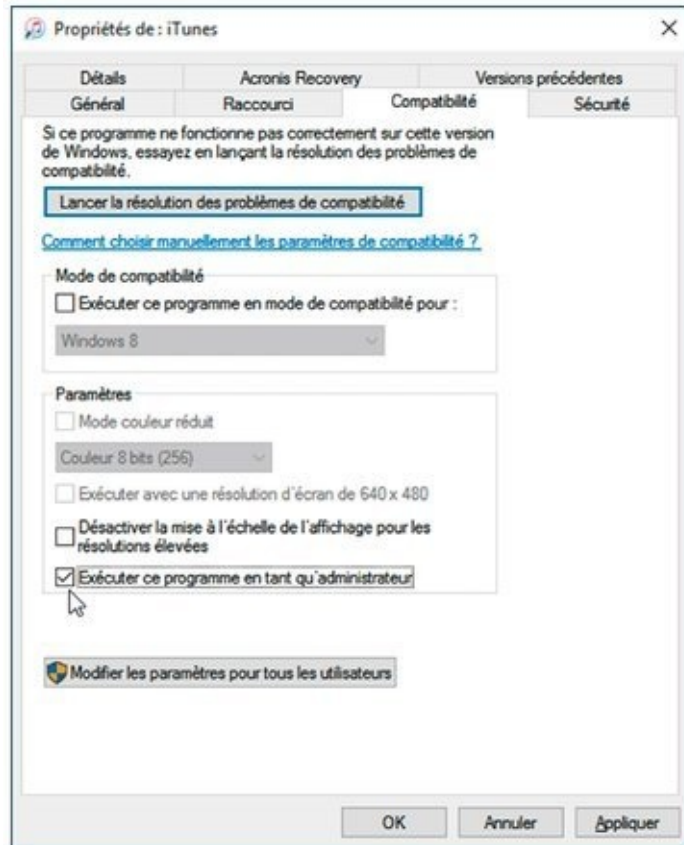 Propriétés de : iTunes
Détails
Acronis Recovery
Versions précédentes
Général
Raccourci
Compatibilité
Sécurité
Si ce programme ne fonctionne pas correctement sur cette version
de Windows, essayez en lançant la résolution des problèmes de
compatibilité.
Lancer la résolution des problèmes de compatibilité
Comment choisir manuellement les paramètres de compatibilité ?
Mode de compatibilité
Exécuter ce programme en mode de compatibilité pour :
Windows 8
Paramètres
Mode couleur réduit
Couleur 8 bits (256)
Exécuter avec une résolution d'écran de 640 x 480
Désactiver la mise à l'échelle de l'affichage pour les
résolutions élevées
Exécuter ce programme en tant qu'administrateur
Modifier les paramètres pour tous les utilisateurs
OK
Annuler
Appliquer